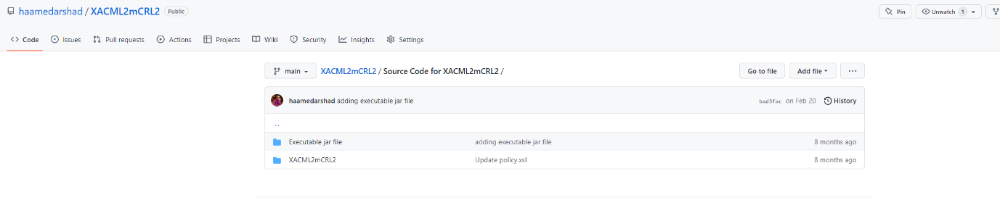 haamedarshad / XACML2mCRL2 Public Pin Unwatch 1
Code Issues Pull requests Actions Projects Wiki Security Insights Settings
main XACML2mCRL2 / Source Code for XACML2mCRL2 / Go to file Add file ...
haamedarshad adding executable jar file bad3fac on Feb 20 History
..
Executable jar file adding executable jar file 8 months ago
XACML2mCRL2 Update policy.xsl 8 months ago